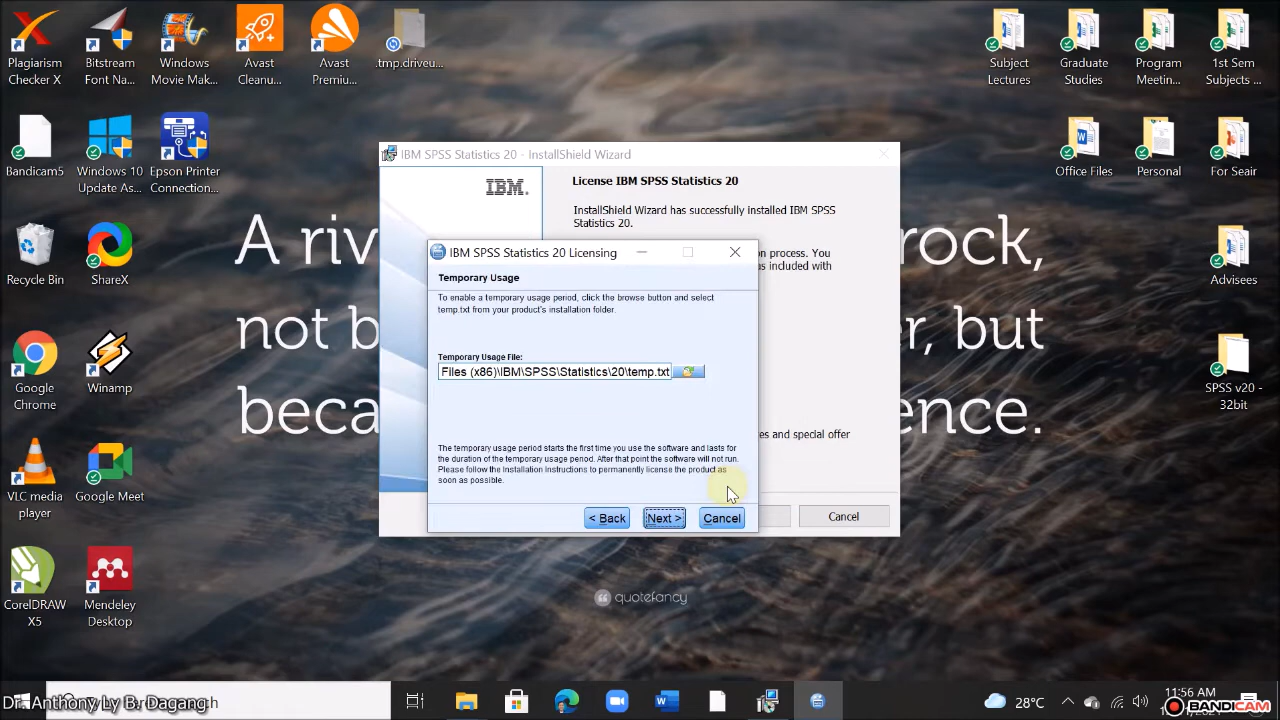 Plagiarism
Checker X
Bitstream
Font Na...
Windows
Movie Mak...
Avast
Cleanu...
Avast
Premiu...
.tmp.driveu...
Subject
Lectures
Graduate
Studies
Program
Meetin...
1st Sem
Subjects ...
Bandicam5
Windows 10
Update As...
Epson Printer
Connection...
Office Files
Personal
For Seair
Recycle Bin
ShareX
Advisees
Google
Chrome
Winamp
SPSS v20 -
32bit
VLC media
player
Google Meet
CorelDRAW
X5
Mendeley
Desktop
A riv
rock,
not b
er, but
beca
ence.
quotefancy
IBM SPSS Statistics 20 - InstallShield Wizard
IBM.
License IBM SPSS Statistics 20
InstallShield Wizard has successfully installed IBM SPSS
Statistics 20.
on process. You
as included with
es and special offer
Cancel
IBM SPSS Statistics 20 Licensing
Temporary Usage
To enable a temporary usage period, click the browse button and select
temp.txt from your product's installation folder.
Temporary Usage File:
Files (x86)\IBM\SPSS\Statistics\20\temp.txt
The temporary usage period starts the first time you use the software and lasts for
the duration of the temporary usage period. After that point the software will not run.
Please follow the Installation Instructions to permanently license the product as
soon as possible.
< Back
Next >
Cancel
Dr. Anthony Ly B. Dagang
28°C
11:56 AM
BANDICAM